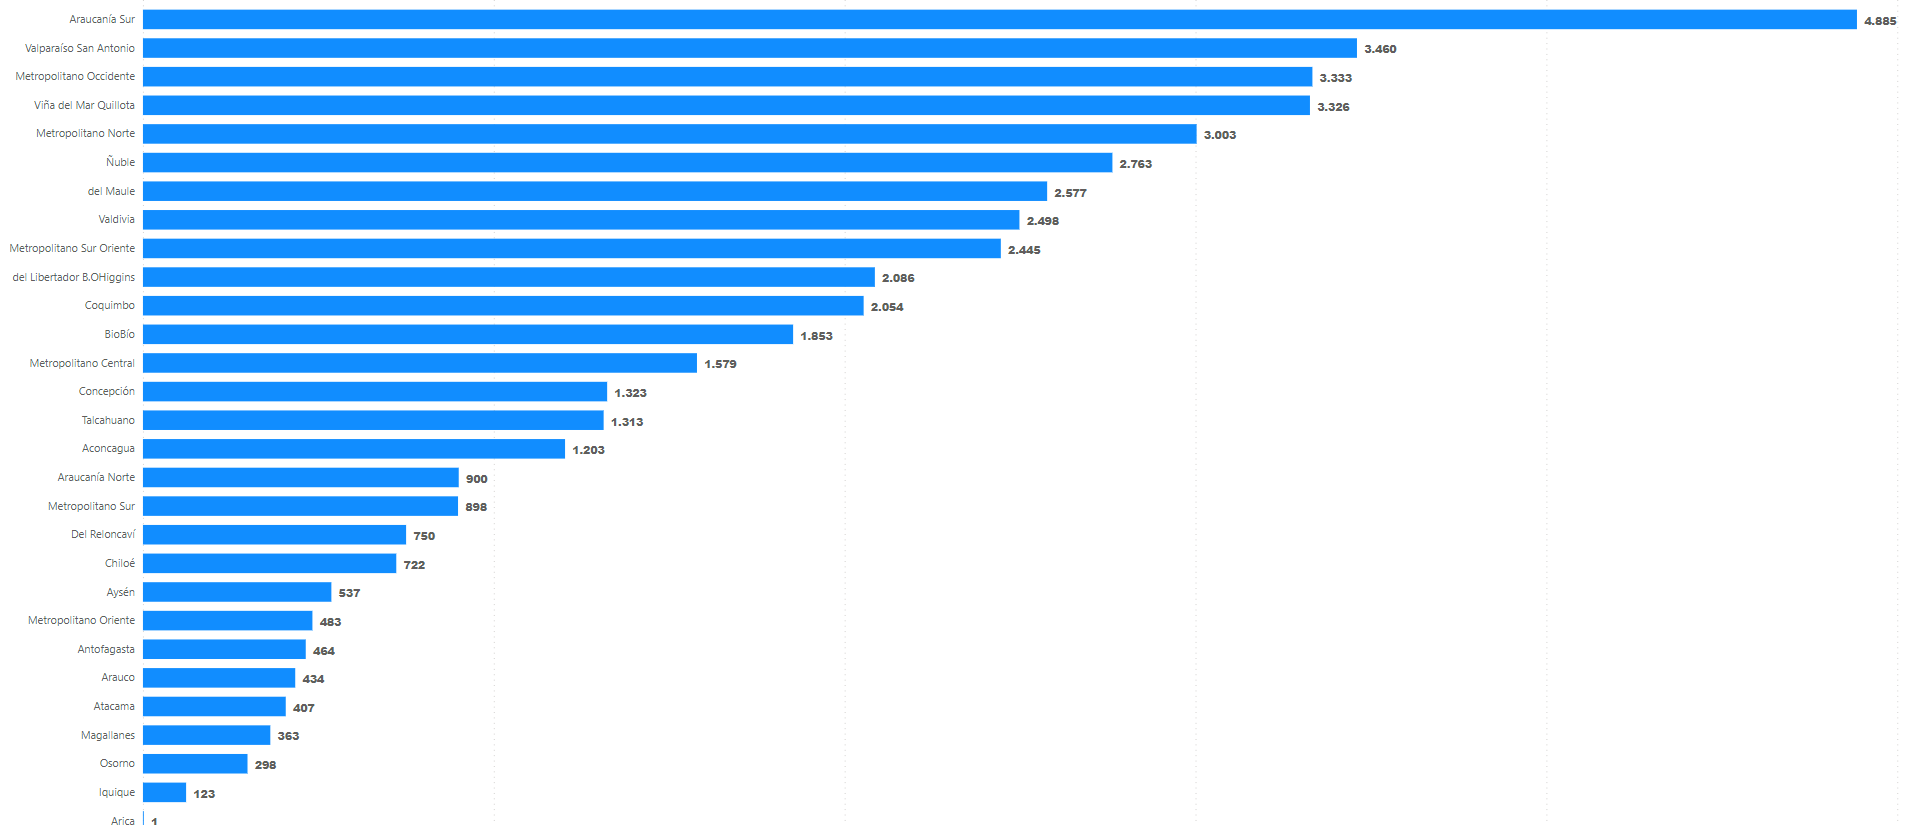 Araucanía Sur 4.885
Valparaíso San Antonio 3.460
Metropolitano Occidente 3.333
Viña del Mar Quillota 3.326
Metropolitano Norte 3.003
Ñuble 2.763
del Maule 2.577
Valdivia 2.498
Metropolitano Sur Oriente 2.445
del Libertador B.OHiggins 2.086
Coquimbo 2.054
BioBío 1.853
Metropolitano Central 1.579
Concepción 1.323
Talcahuano 1.313
Aconcagua 1.203
Araucanía Norte 900
Metropolitano Sur 898
Del Reloncaví 750
Chiloé 722
Aysén 537
Metropolitano Oriente 483
Antofagasta 464
Arauco 434
Atacama 407
Magallanes 363
Osorno 298
Iquique 123
Arica 1